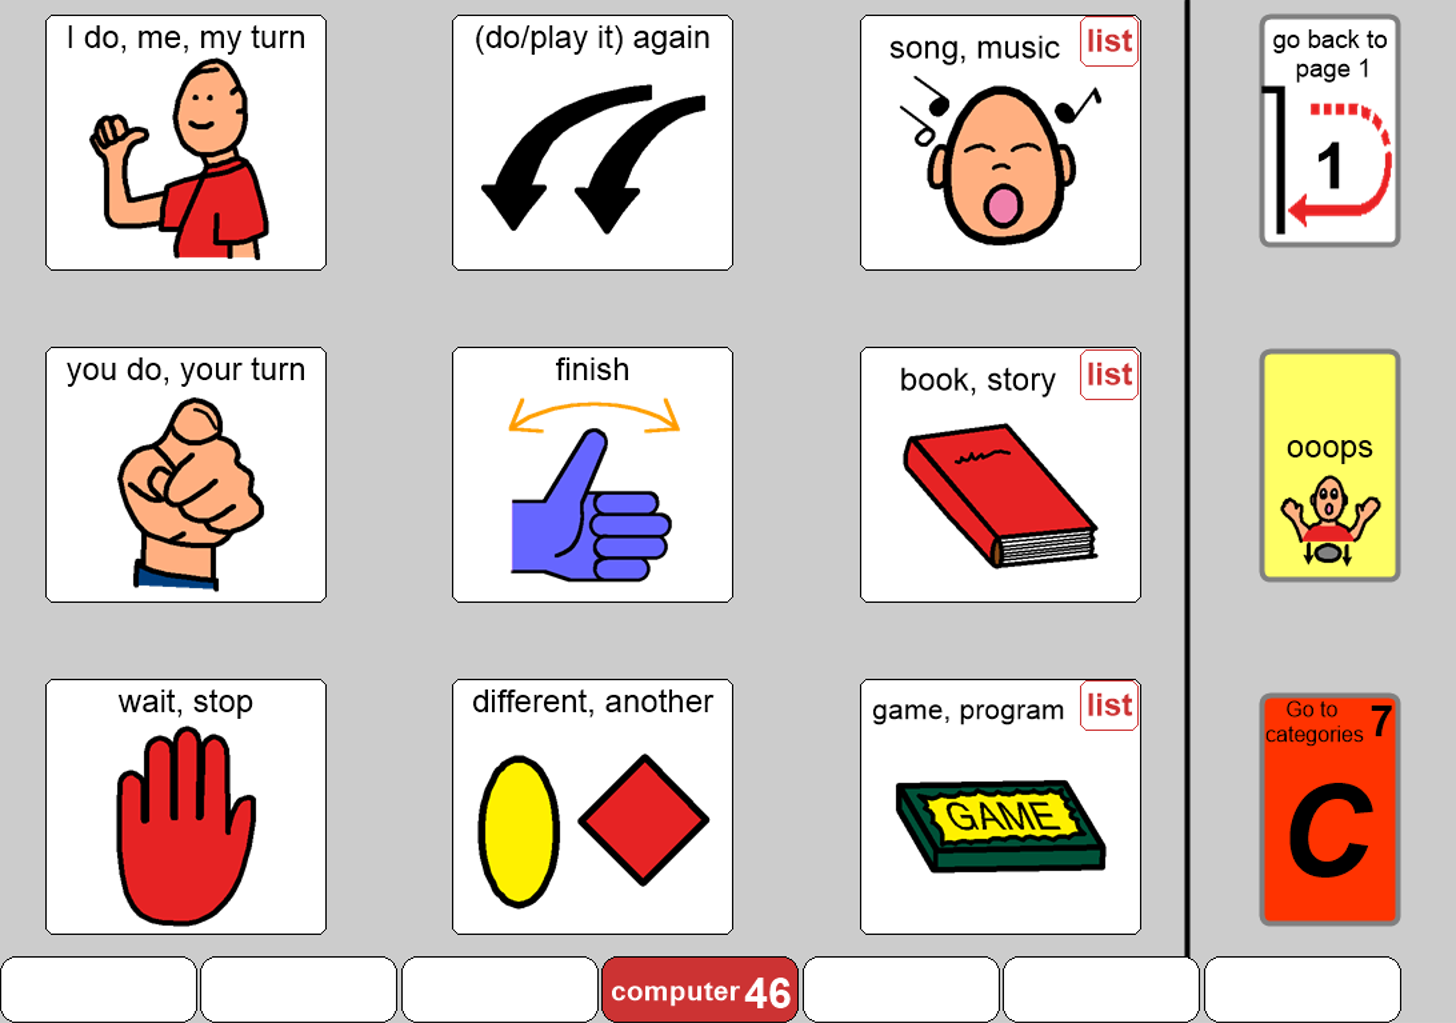 I do, me, my turn
(do/play it) again
song, music
list
go back to
page 1
1
you do, your turn
finish
book, story
list
ooops
wait, stop
different, another
game, program
list
GAME
Go to
categories 7
C
computer 46